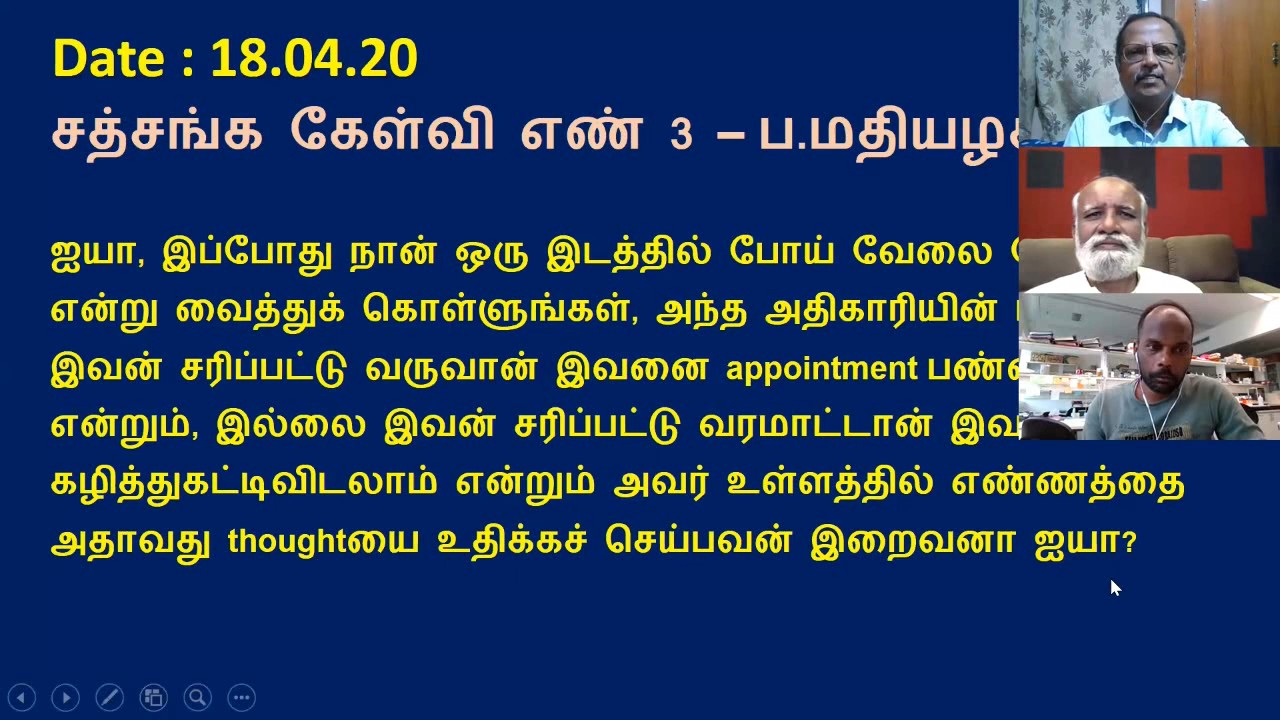 Date : 18.04.20
சத்சங்க கேள்வி எண் 3 – ப.மதியழ
ஐயா, இப்போது நான் ஒரு இடத்தில் போய் வேலை
என்று வைத்துக் கொள்ளுங்கள், அந்த அதிகாரியின்
இவன் சரிப்பட்டு வருவான் இவனை appointment பண்
என்றும், இல்லை இவன் சரிப்பட்டு வரமாட்டான் இவ
கழித்துகட்டிவிடலாம் என்றும் அவர் உள்ளத்தில் எண்ணத்தை
அதாவது thoughtயை உதிக்கச் செய்பவன் இறைவனா ஐயா?